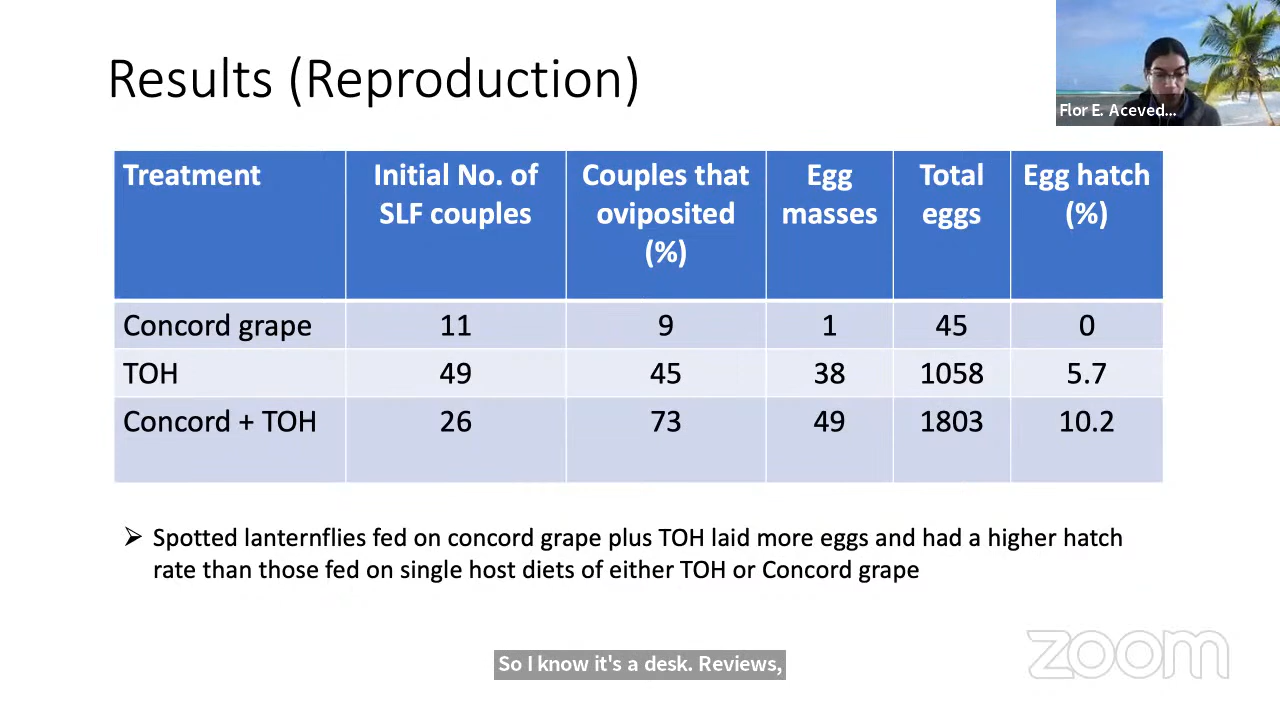 Results (Reproduction)
Flor E. Aceved...
Treatment
Initial No. of
SLF couples
Couples that
oviposited
(%)
Egg
masses
Total
eggs
Egg hatch
(%)
Concord grape 11 9 1 45 0
TOH 49 45 38 1058 5.7
Concord + TOH 26 73 49 1803 10.2
Spotted lanternflies fed on concord grape plus TOH laid more eggs and had a higher hatch
rate than those fed on single host diets of either TOH or Concord grape
zoom
So I know it's a desk. Reviews,